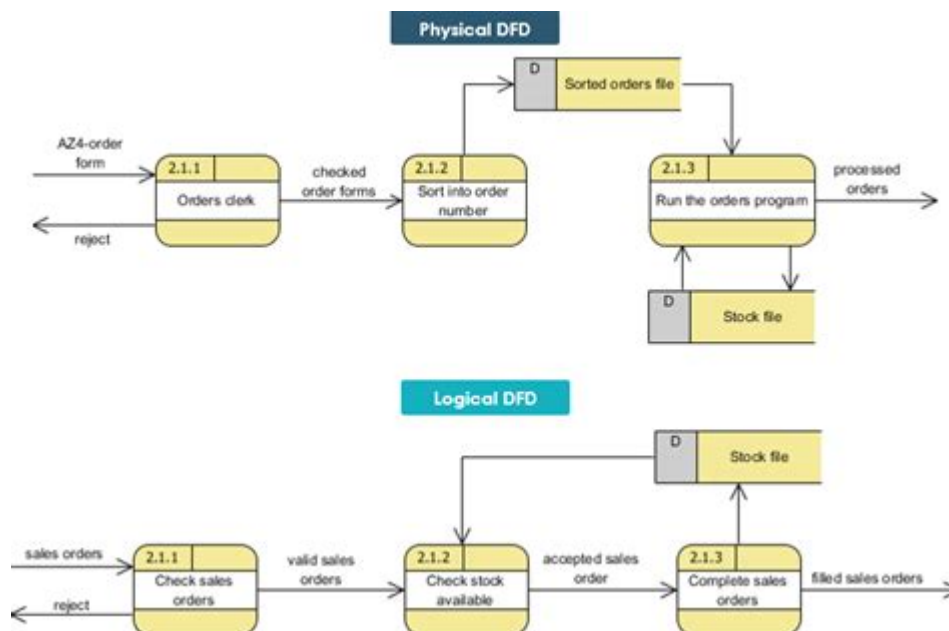 Physical DFD
D
Sorted orders file
AZ4-order
form
2.1.1
Orders clerk
reject
checked
order forms
2.1.2
Sort into order
number
2.1.3
Run the orders program
processed
orders
D
Stock file
Logical DFD
D
Stock file
sales orders
2.1.1
Check sales
orders
reject
valid sales
orders
2.1.2
Check stock
available
accepted sales
order
2.1.3
Complete sales
orders
filled sales orders